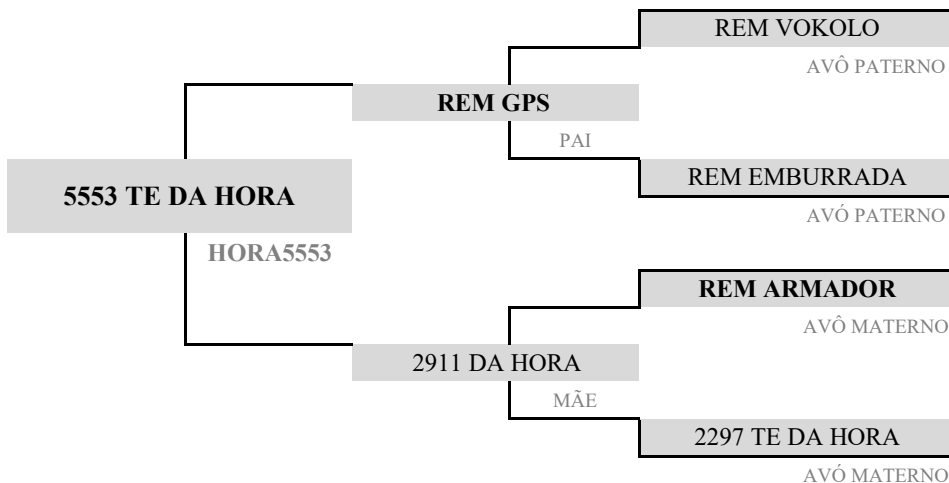 REM VOKOLO
AVÔ PATERNO
REM GPS
PAI
REM EMBURRADA
AVÓ PATERNO
5553 TE DA HORA
HORA5553
REM ARMADOR
AVÔ MATERNO
2911 DA HORA
MÃE
2297 TE DA HORA
AVÓ MATERNO